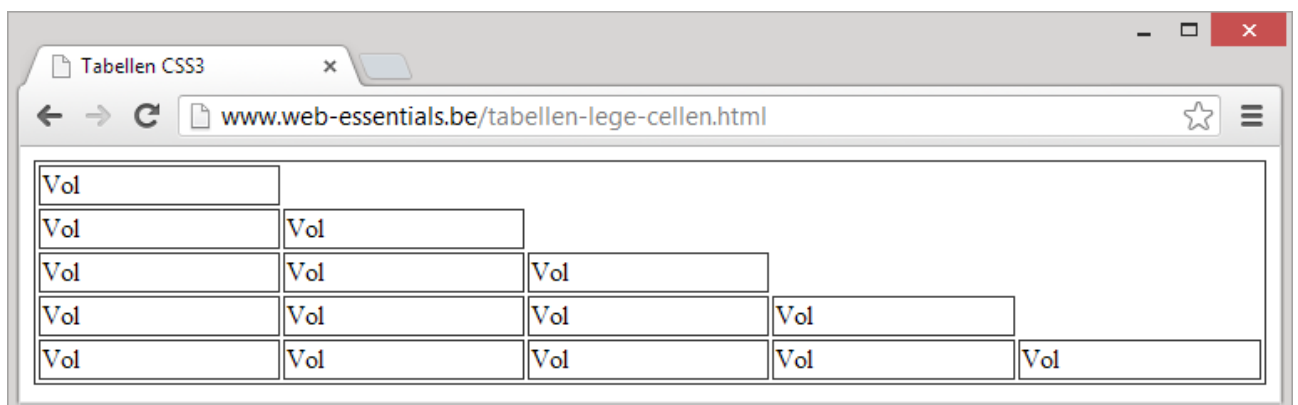 Tabellen CSS3
www.web-essentials.be/tabellen-lege-cellen.html
Vol
Vol Vol
Vol Vol Vol
Vol Vol Vol Vol
Vol Vol Vol Vol Vol